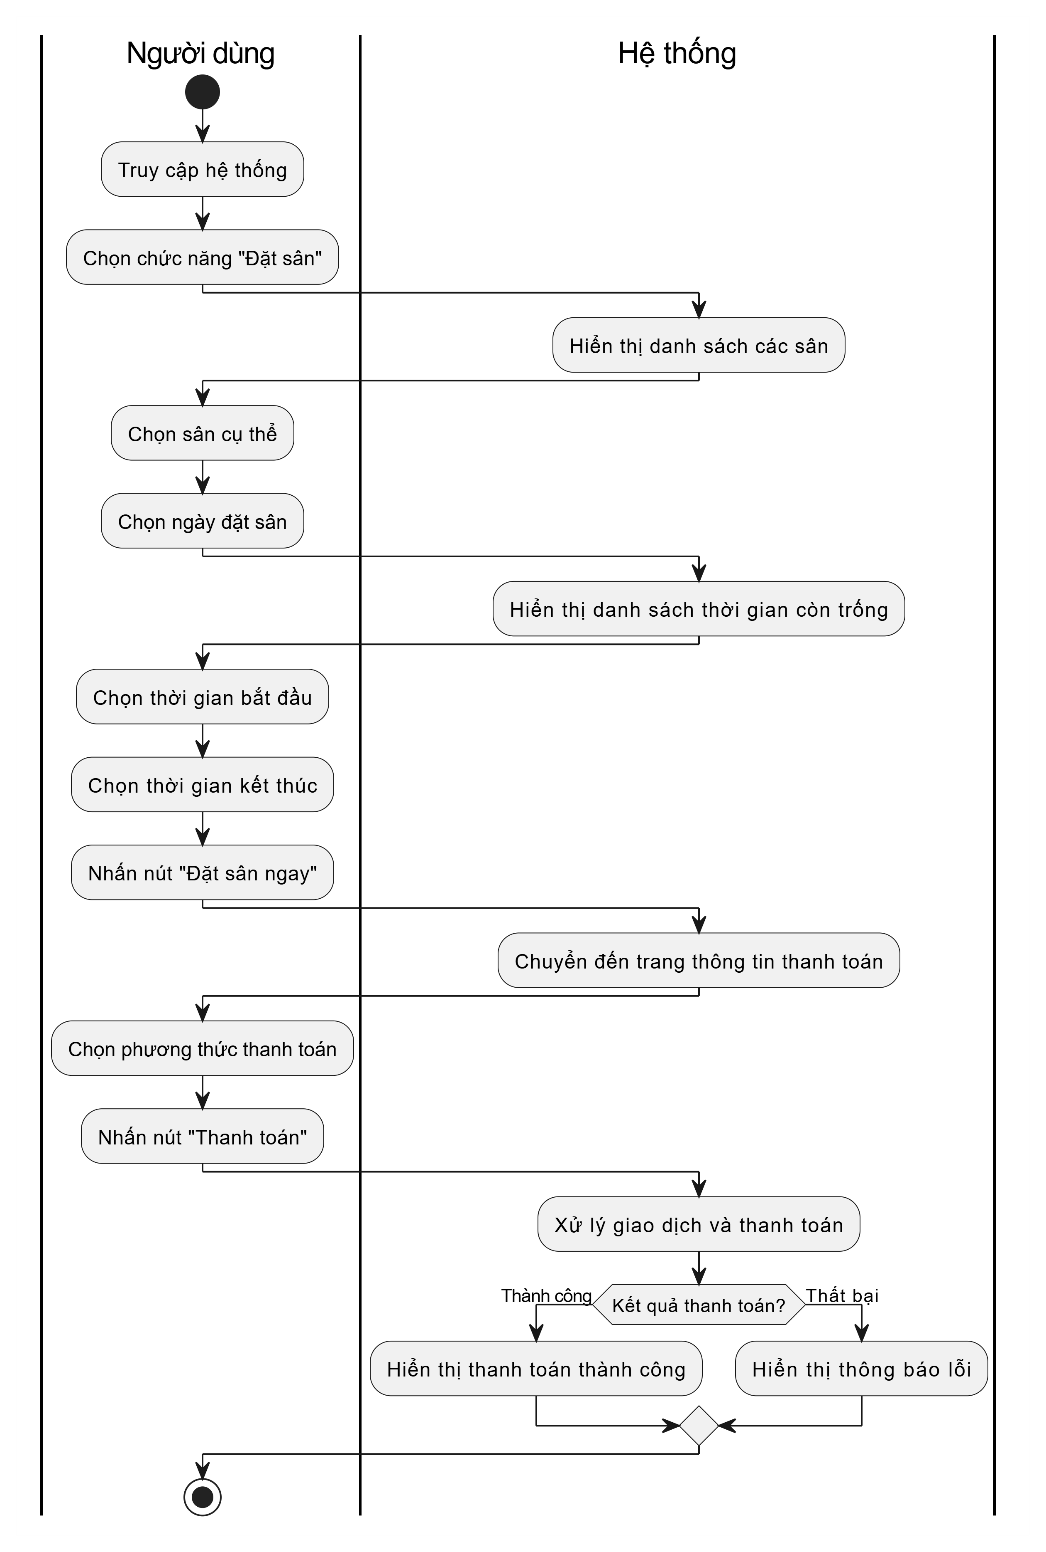 Người dùng
Hệ thống
Truy cập hệ thống
Chọn chức năng "Đặt sân"
Hiển thị danh sách các sân
Chọn sân cụ thể
Chọn ngày đặt sân
Hiển thị danh sách thời gian còn trống
Chọn thời gian bắt đầu
Chọn thời gian kết thúc
Nhấn nút "Đặt sân ngay"
Chuyển đến trang thông tin thanh toán
Chọn phương thức thanh toán
Nhấn nút "Thanh toán"
Xử lý giao dịch và thanh toán
Thành công
Kết quả thanh toán?
Thất bại
Hiển thị thanh toán thành công
Hiển thị thông báo lỗi